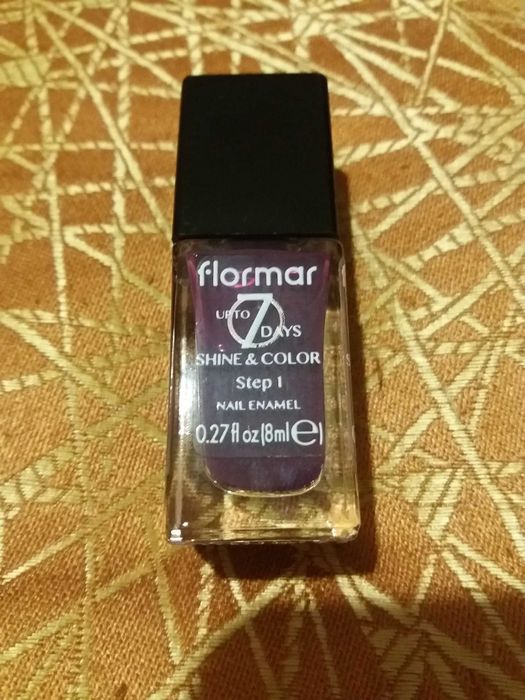 flormar
UP TO 7 DAYS
SHINE & COLOR
Step 1
NAIL ENAMEL
0.27 fl oz (8ml e)